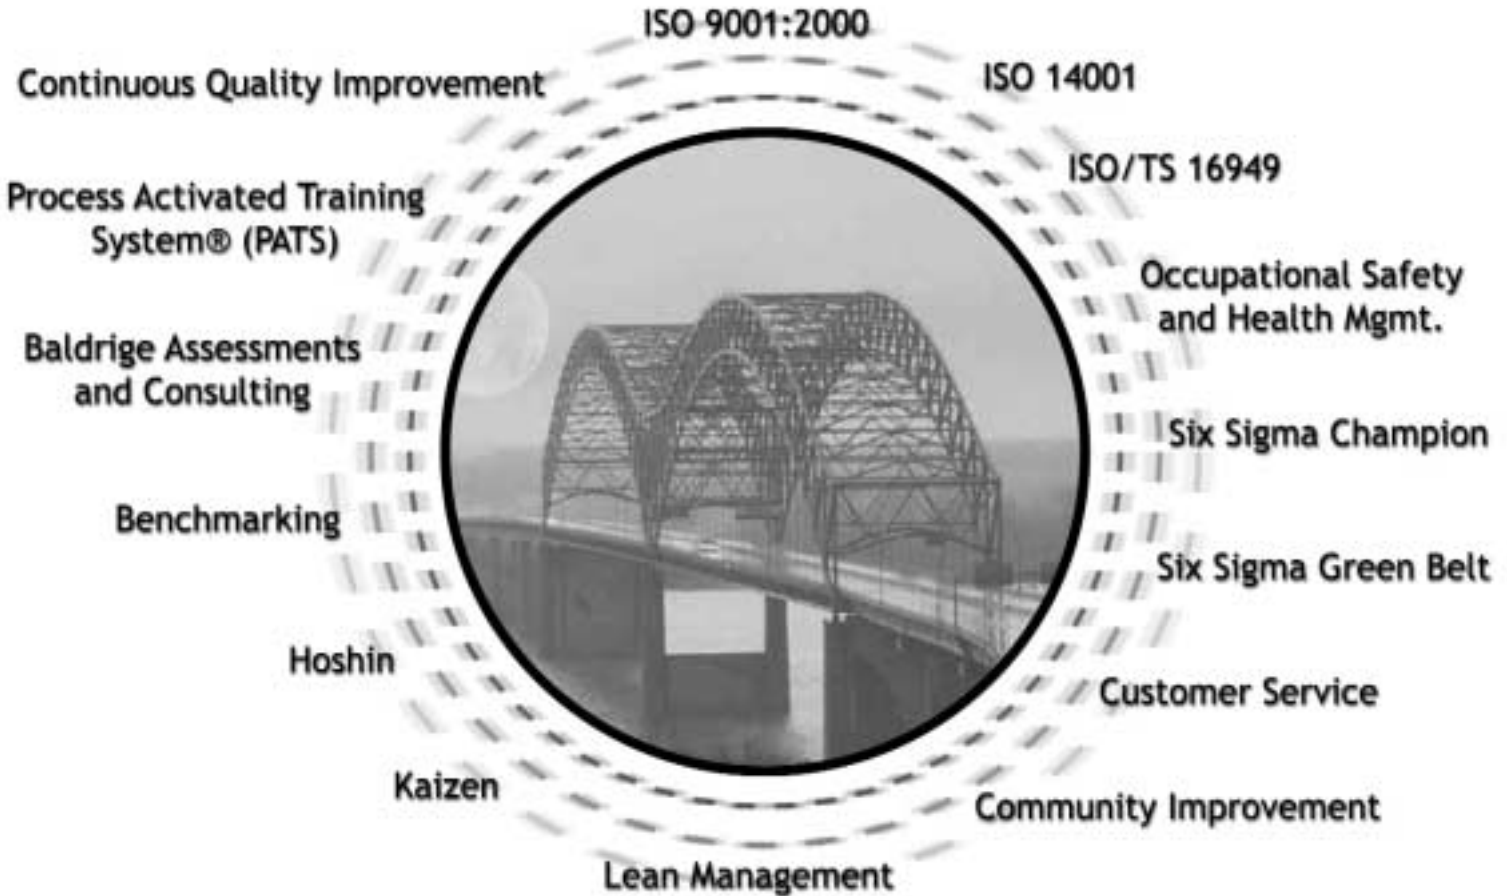 ISO 9001:2000
ISO 14001
ISO/TS 16949
Occupational Safety
and Health Mgmt.
Six Sigma Champion
Six Sigma Green Belt
Customer Service
Community Improvement
Lean Management
Kaizen
Hoshin
Benchmarking
Baldrige Assessments
and Consulting
Process Activated Training
System® (PATS)
Continuous Quality Improvement